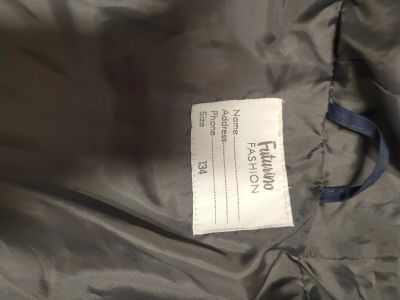 Futurino
FASHION
Name ....................
Address ....................
Phone ....................
Size 134